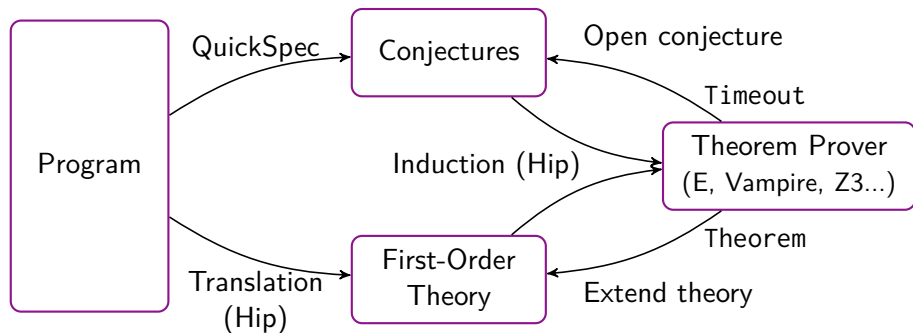 QuickSpec
Conjectures
Open conjecture
Timeout
Program
Induction (Hip)
Theorem Prover
(E, Vampire, Z3...)
Translation
(Hip)
First-Order
Theory
Theorem
Extend theory